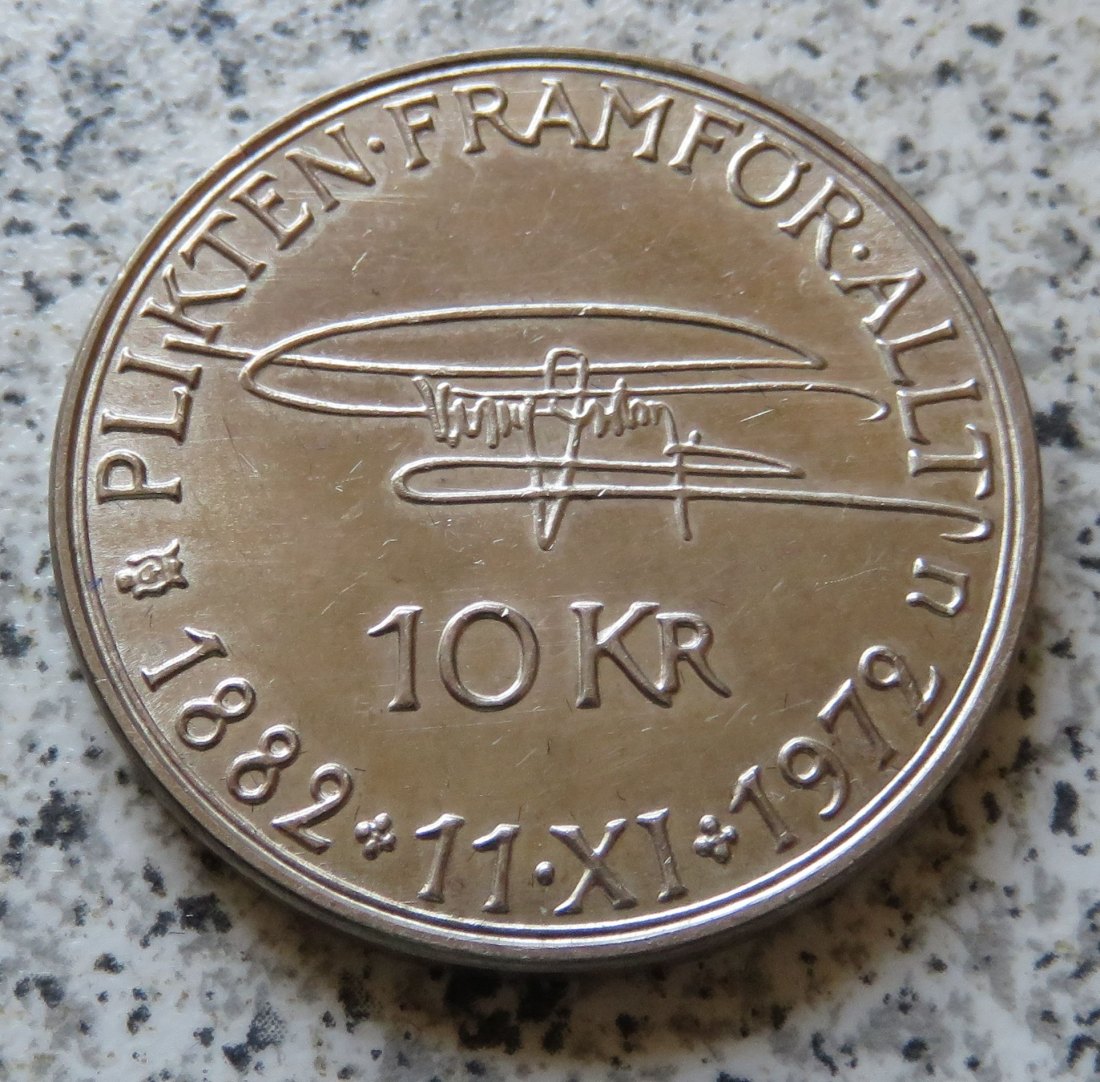 PLIKTEN·FRAMFÖR·ALLT
10 KR
U
1882 11·XI 1972